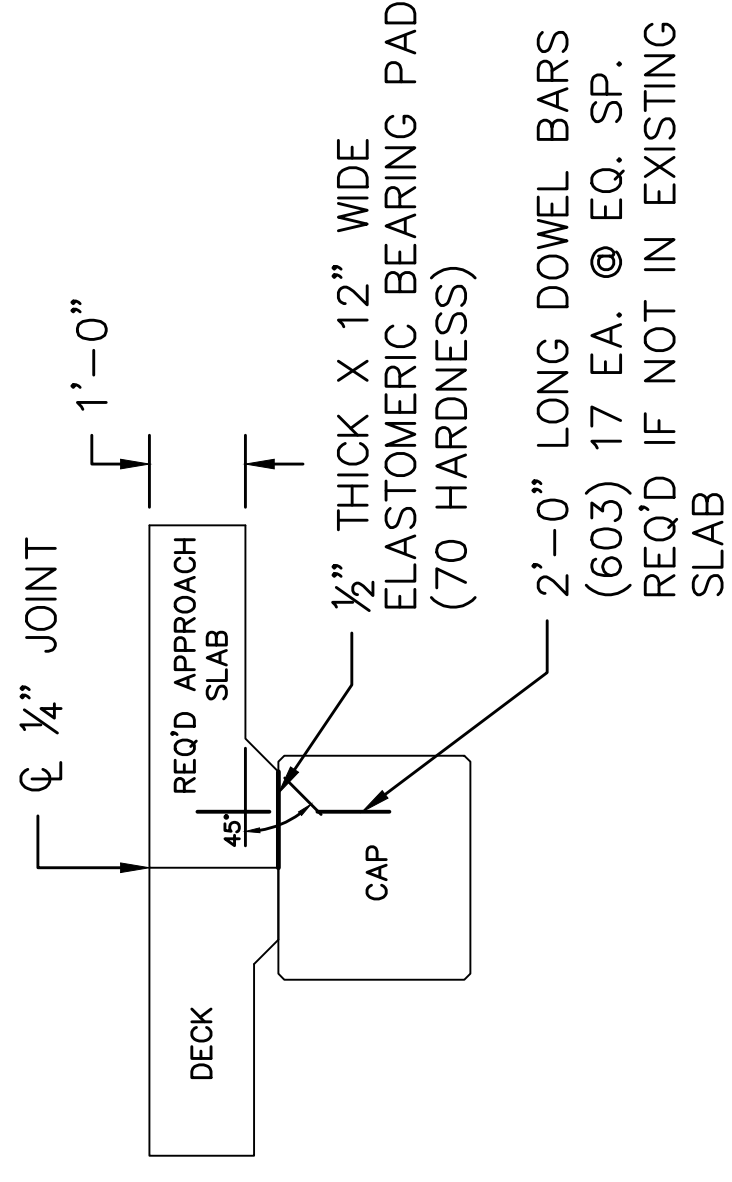 ℄ ¼" JOINT
1'-0"
REQ'D APPROACH
SLAB
45°
DECK
CAP
½" THICK X 12" WIDE
ELASTOMERIC BEARING PAD
(70 HARDNESS)
2'-0" LONG DOWEL BARS
(603) 17 EA. @ EQ. SP.
REQ'D IF NOT IN EXISTING
SLAB